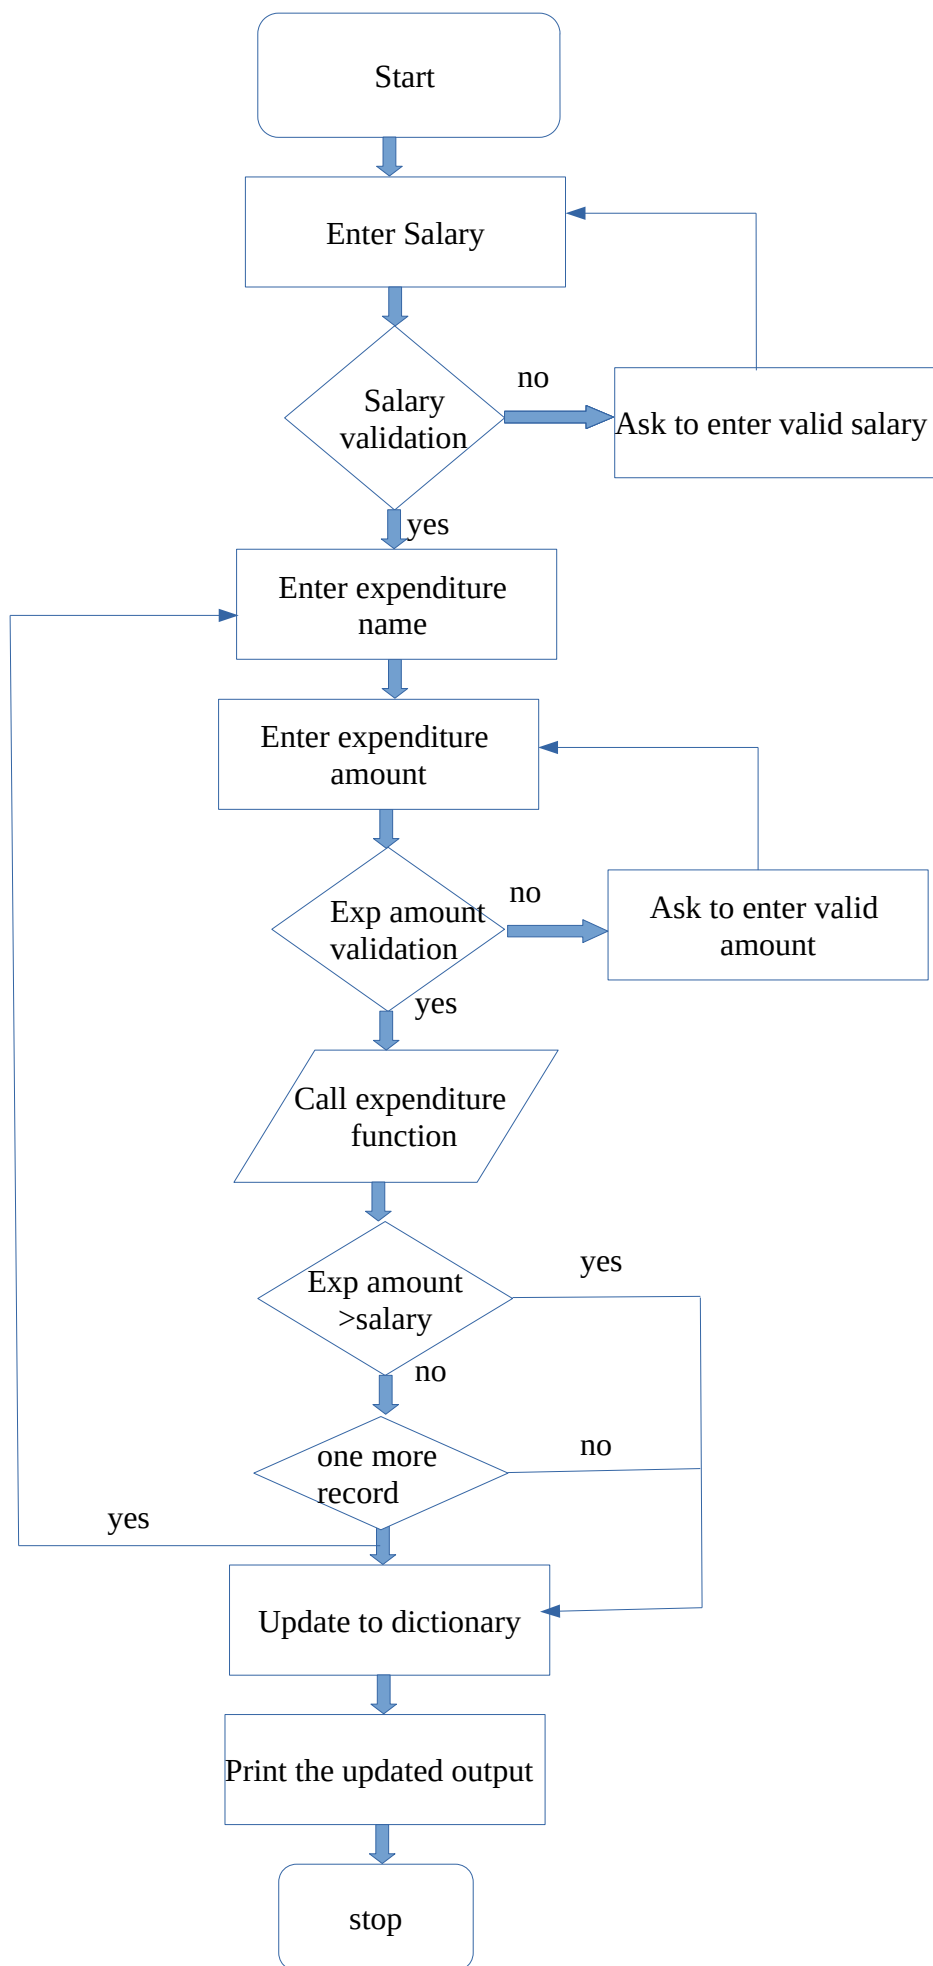 Start
Enter Salary
Salary
validation
no
Ask to enter valid salary
yes
Enter expenditure
name
Enter expenditure
amount
Exp amount
validation
no
Ask to enter valid
amount
yes
Call expenditure
function
Exp amount
>salary
yes
no
one more
record
no
yes
Update to dictionary
Print the updated output
stop